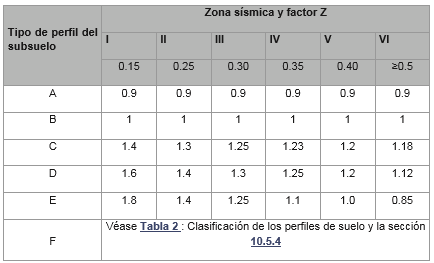 Tipo de perfil del subsuelo
Zona sísmica y factor Z
I II III IV V VI
0.15 0.25 0.30 0.35 0.40 ≥0.5
A 0.9 0.9 0.9 0.9 0.9 0.9
B 1 1 1 1 1 1
C 1.4 1.3 1.25 1.23 1.2 1.18
D 1.6 1.4 1.3 1.25 1.2 1.12
E 1.8 1.4 1.25 1.1 1.0 0.85
F Véase Tabla 2 : Clasificación de los perfiles de suelo y la sección
10.5.4